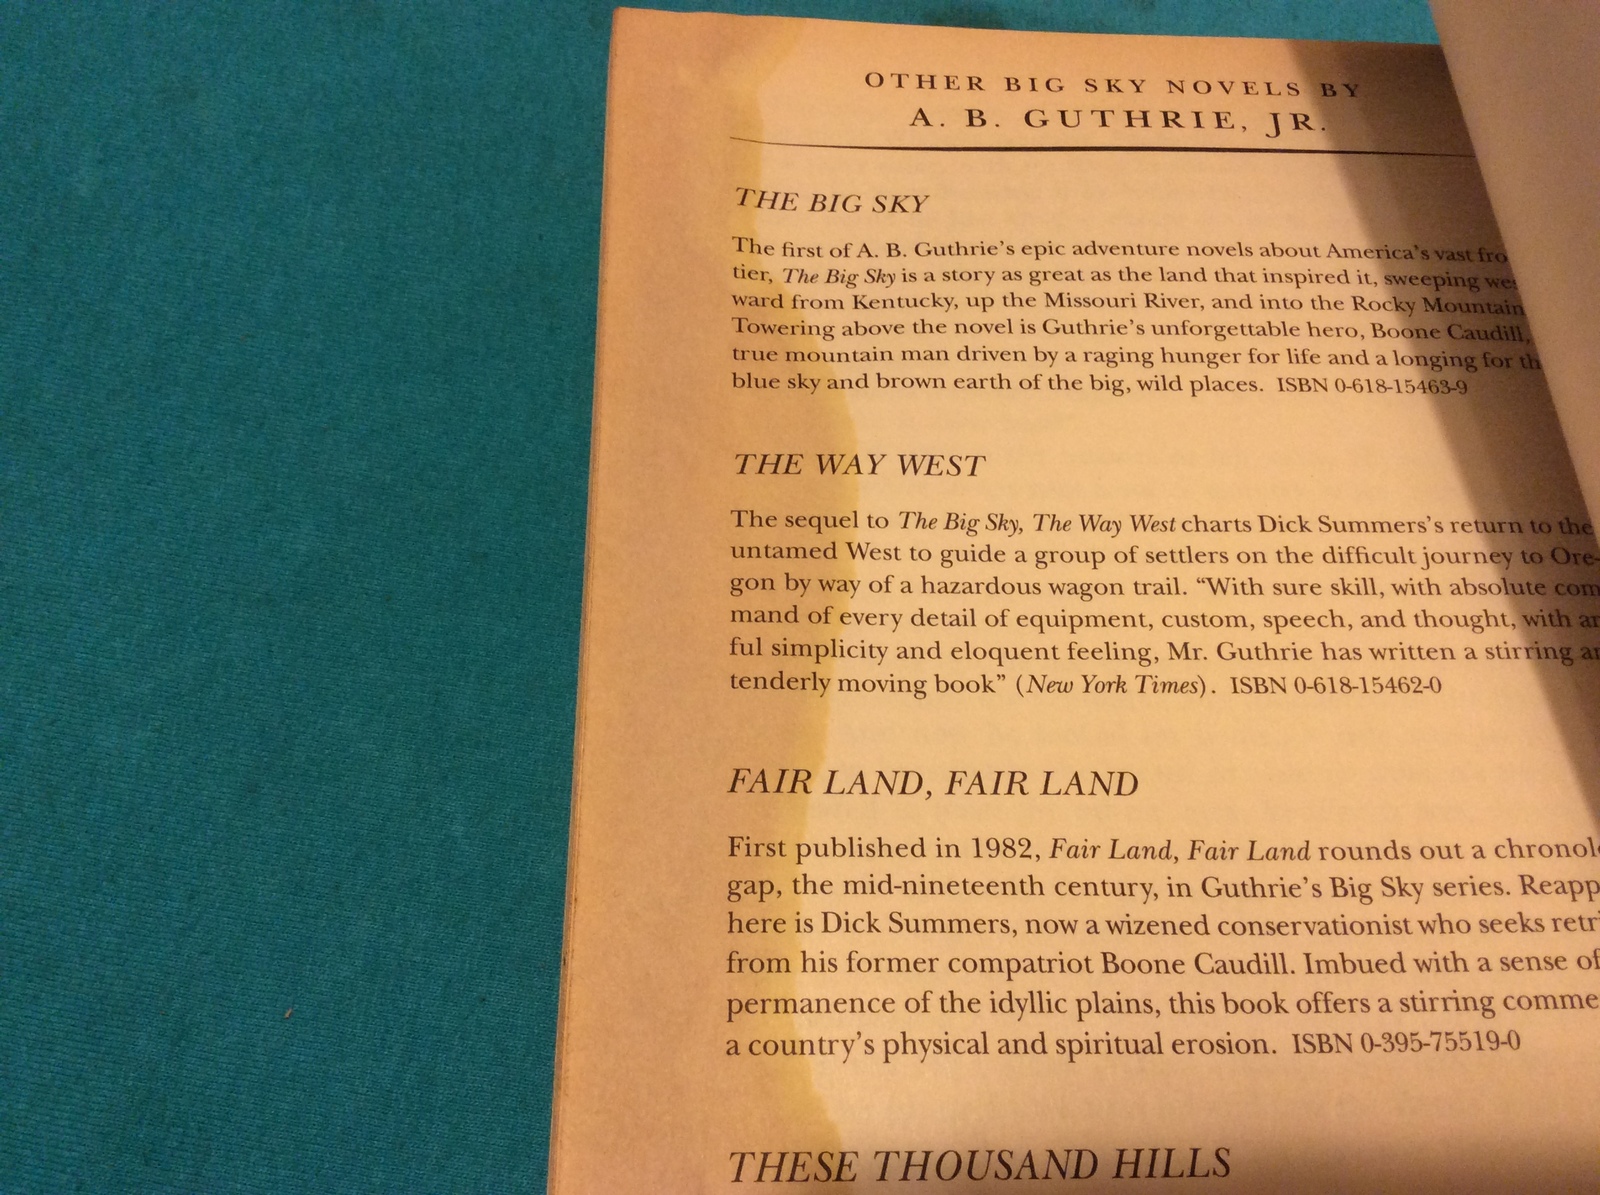 OTHER BIG SKY NOVELS BY
A. B. GUTHRIE, JR.
THE BIG SKY
The first of A. B. Guthrie's epic adventure novels about America's vast fro
tier, The Big Sky is a story as great as the land that inspired it, sweeping wes
ward from Kentucky, up the Missouri River, and into the Rocky Mountain
Towering above the novel is Guthrie's unforgettable hero, Boone Caudill,
true mountain man driven by a raging hunger for life and a longing for th
blue sky and brown earth of the big, wild places. ISBN 0-618-15463-9
THE WAY WEST
The sequel to The Big Sky, The Way West charts Dick Summers's return to the
untamed West to guide a group of settlers on the difficult journey to Ore-
gon by way of a hazardous wagon trail. “With sure skill, with absolute com
mand of every detail of equipment, custom, speech, and thought, with ar
ful simplicity and eloquent feeling, Mr. Guthrie has written a stirring an
tenderly moving book” (New York Times). ISBN 0-618-15462-0
FAIR LAND, FAIR LAND
First published in 1982, Fair Land, Fair Land rounds out a chronol
gap, the mid-nineteenth century, in Guthrie's Big Sky series. Reapp
here is Dick Summers, now a wizened conservationist who seeks retr
from his former compatriot Boone Caudill. Imbued with a sense of
permanence of the idyllic plains, this book offers a stirring comme
a country's physical and spiritual erosion. ISBN 0-395-75519-0
THESE THOUSAND HILLS